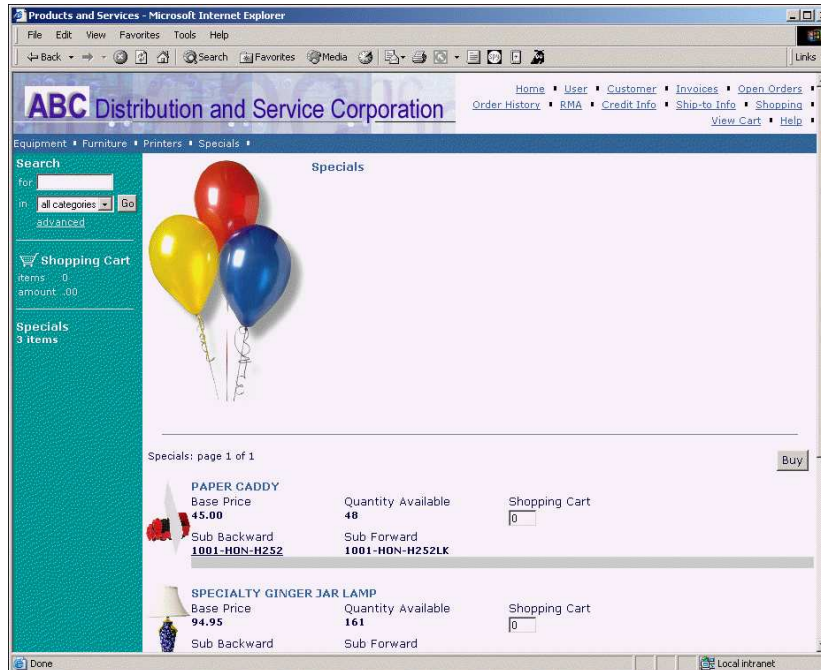 Products and Services - Microsoft Internet Explorer
File Edit View Favorites Tools Help
Back Search Favorites Media Links
ABC Distribution and Service Corporation
Home User Customer Invoices Open Orders
Order History RMA Credit Info Ship-to Info Shopping
View Cart Help
Equipment Furniture Printers Specials
Search
for
in all categories Go
advanced
Shopping Cart
items 0
amount .00
Specials
3 items
Specials
Specials: page 1 of 1
Buy
PAPER CADDY
Base Price Quantity Available Shopping Cart
45.00 48 0
Sub Backward Sub Forward
1001-HON-H252 1001-HON-H252LK
SPECIALTY GINGER JAR LAMP
Base Price Quantity Available Shopping Cart
94.95 161 0
Sub Backward Sub Forward
Done Local intranet